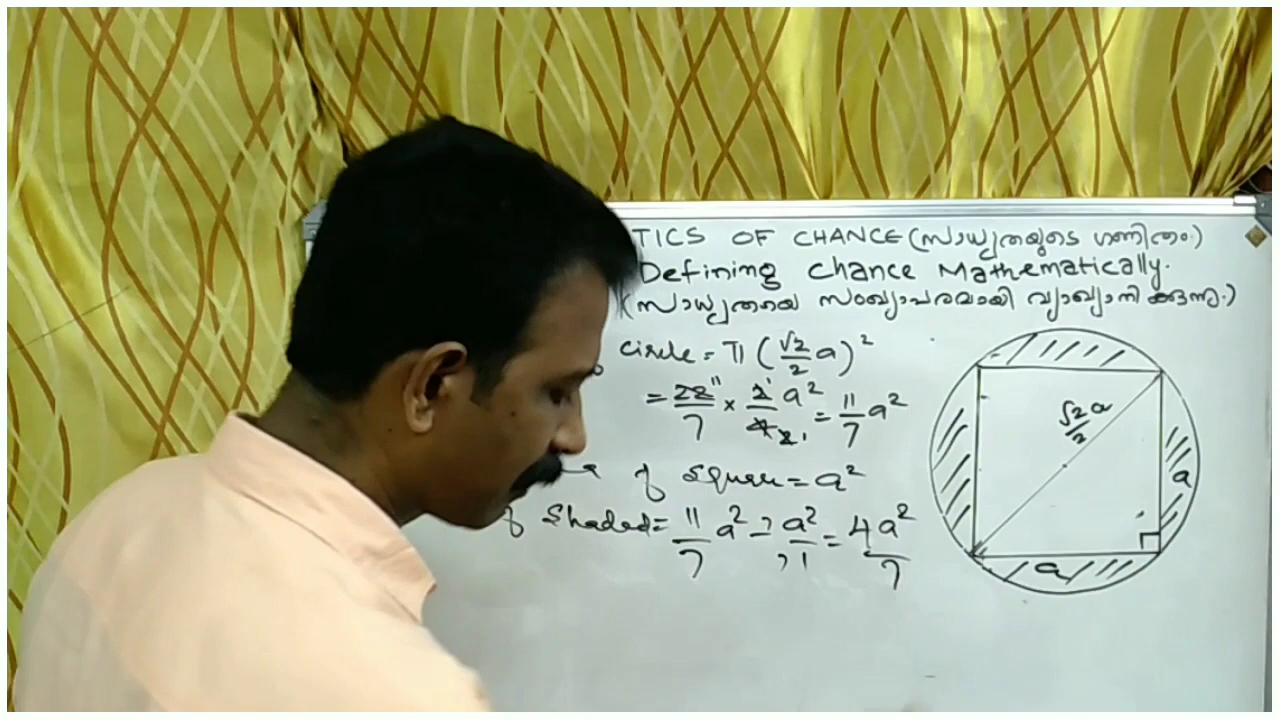 TICS OF CHANCE (സാധ്യതയുടെ ഗണിതം.)
Defining Chance Mathematically.
(സാധ്യതയെ സംഖ്യാപരമായി വ്യാഖ്യാനിക്കുന്നു.)
circle = π (√2/2 a)²
= 22/7 × 2/4 a² = 11/7 a²
of square = a²
f Shaded = 11/7 a² - 7a²/7 1 = 4a²/7
√2/2 a
a
a